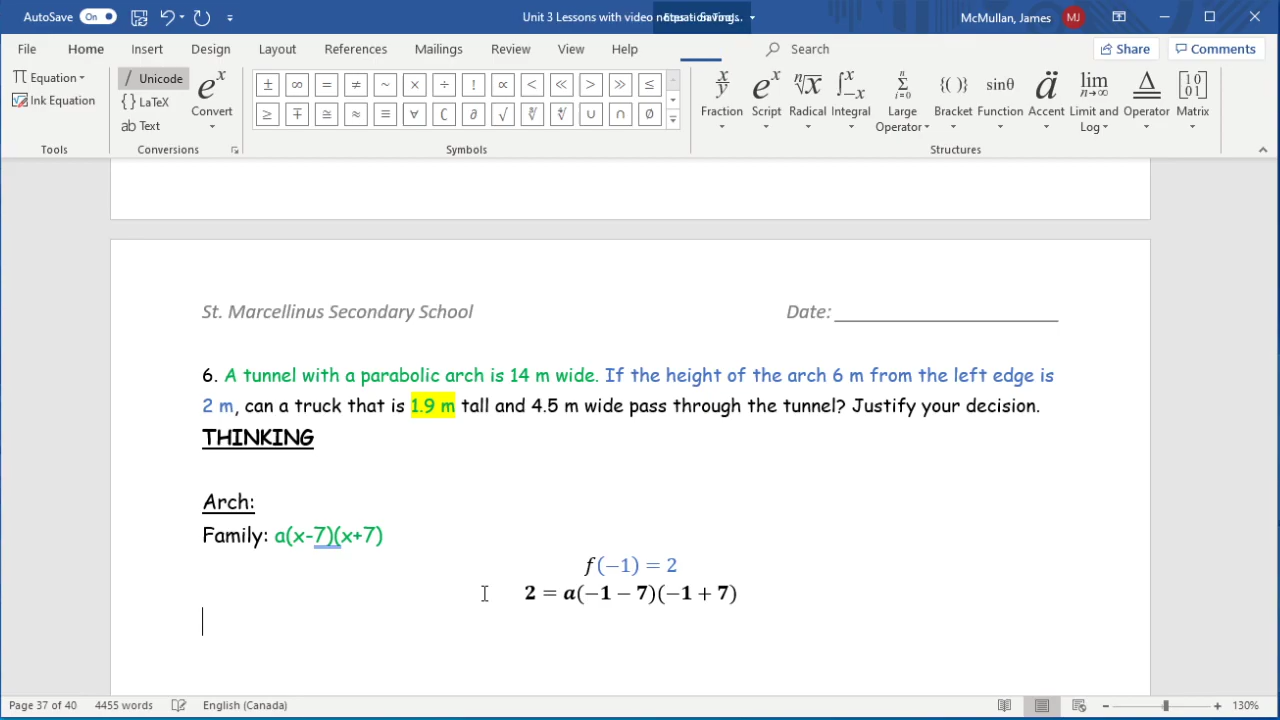 AutoSave On Unit 3 Lessons with video McMullan, James MJ
File Home Insert Design Layout References Mailings Review View Help Search Share Comments
π Equation / Unicode
Ink Equation {} LaTeX
ab Text
eˣ Convert
± ∞ = ≠ ~ × ÷ ! ∝ < ≪ > ≫ ≤
≥ ∓ ≅ ≈ ≡ ∀ ∁ ∂ √ ∛ ∜ ∪ ∩ ∅
Fraction Script Radical Integral Large Operator Bracket Function Accent Limit and Log Operator Matrix
Tools Conversions Symbols Structures
St. Marcellinus Secondary School Date: ____________________
6. A tunnel with a parabolic arch is 14 m wide. If the height of the arch 6 m from the left edge is
2 m, can a truck that is 1.9 m tall and 4.5 m wide pass through the tunnel? Justify your decision.
THINKING
Arch:
Family: a(x-7)(x+7)
f(−1) = 2
2 = a(−1 − 7)(−1 + 7)
Page 37 of 40 4455 words English (Canada) 130%